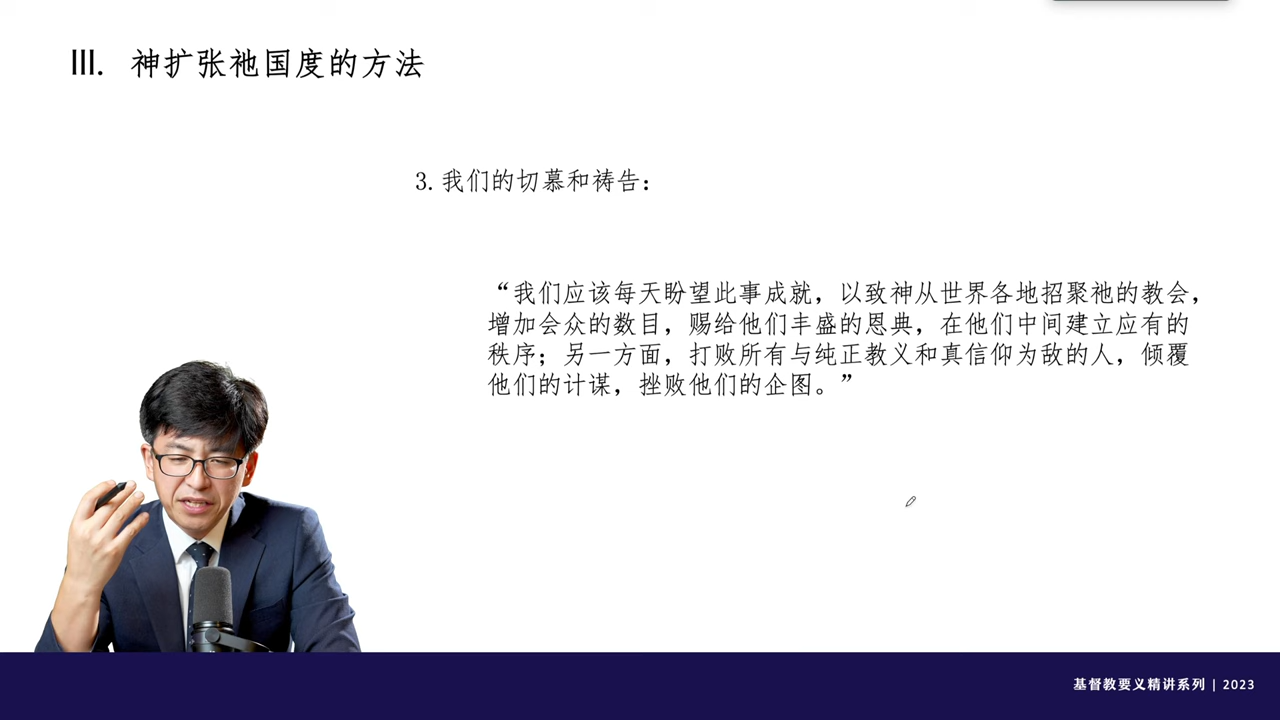 III. 神扩张祂国度的方法
3.我们的切慕和祷告：
“我们应该每天盼望此事成就，以致神从世界各地招聚祂的教会，
增加会众的数目，赐给他们丰盛的恩典，在他们中间建立应有的
秩序；另一方面，打败所有与纯正教义和真信仰为敌的人，倾覆
他们的计谋，挫败他们的企图。”
基督教要义精讲系列 | 2023